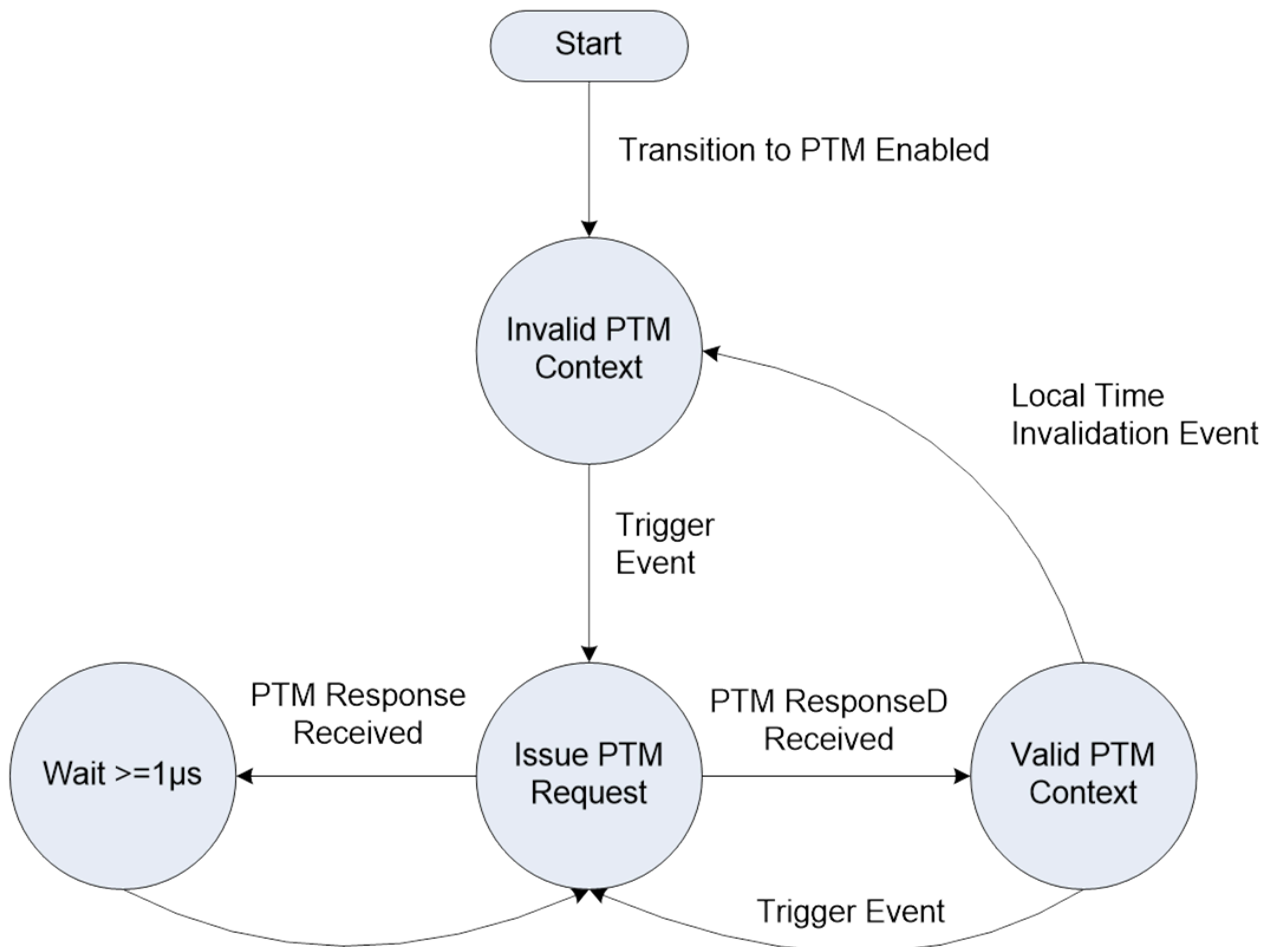 Start
Transition to PTM Enabled
Invalid PTM
Context
Local Time
Invalidation Event
Trigger
Event
PTM Response
Received
PTM ResponseD
Received
Wait >=1µs
Issue PTM
Request
Valid PTM
Context
Trigger Event